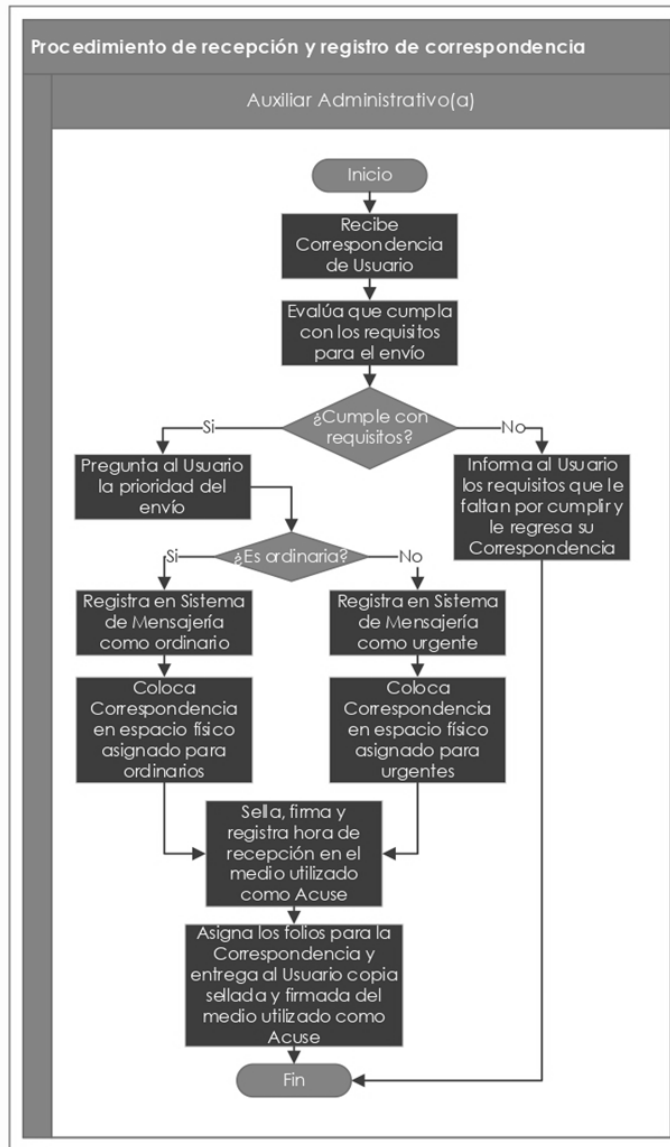 Procedimiento de recepción y registro de correspondencia
Auxiliar Administrativo(a)
Inicio
Recibe
Correspondencia
de Usuario
Evalúa que cumpla
con los requisitos
para el envío
¿Cumple con
requisitos?
Si
No
Pregunta al Usuario
la prioridad del
envío
Informa al Usuario
los requisitos que le
faltan por cumplir y
le regresa su
Correspondencia
¿Es ordinaria?
Si
No
Registra en Sistema
de Mensajería
como ordinario
Registra en Sistema
de Mensajería
como urgente
Coloca
Correspondencia
en espacio físico
asignado para
ordinarios
Coloca
Correspondencia
en espacio físico
asignado para
urgentes
Sella, firma y
registra hora de
recepción en el
medio utilizado
como Acuse
Asigna los folios para la
Correspondencia y
entrega al Usuario copia
sellada y firmada del
medio utilizado como
Acuse
Fin